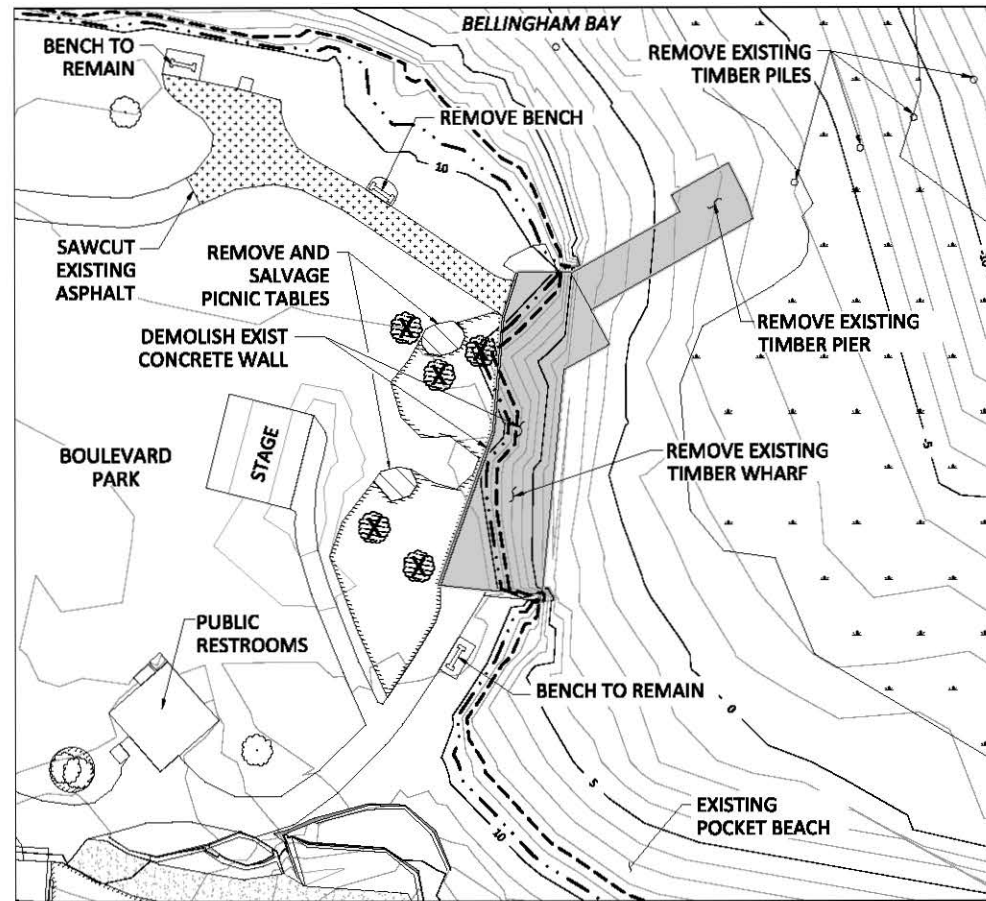 BELLINGHAM BAY
BENCH TO
REMAIN
REMOVE EXISTING
TIMBER PILES
REMOVE BENCH
10
SAWCUT
EXISTING
ASPHALT
REMOVE AND
SALVAGE
PICNIC TABLES
DEMOLISH EXIST
CONCRETE WALL
REMOVE EXISTING
TIMBER PIER
X
X
X
STAGE
BOULEVARD
PARK
REMOVE EXISTING
TIMBER WHARF
-5
X
X
PUBLIC
RESTROOMS
BENCH TO REMAIN
0
5
EXISTING
POCKET BEACH
10